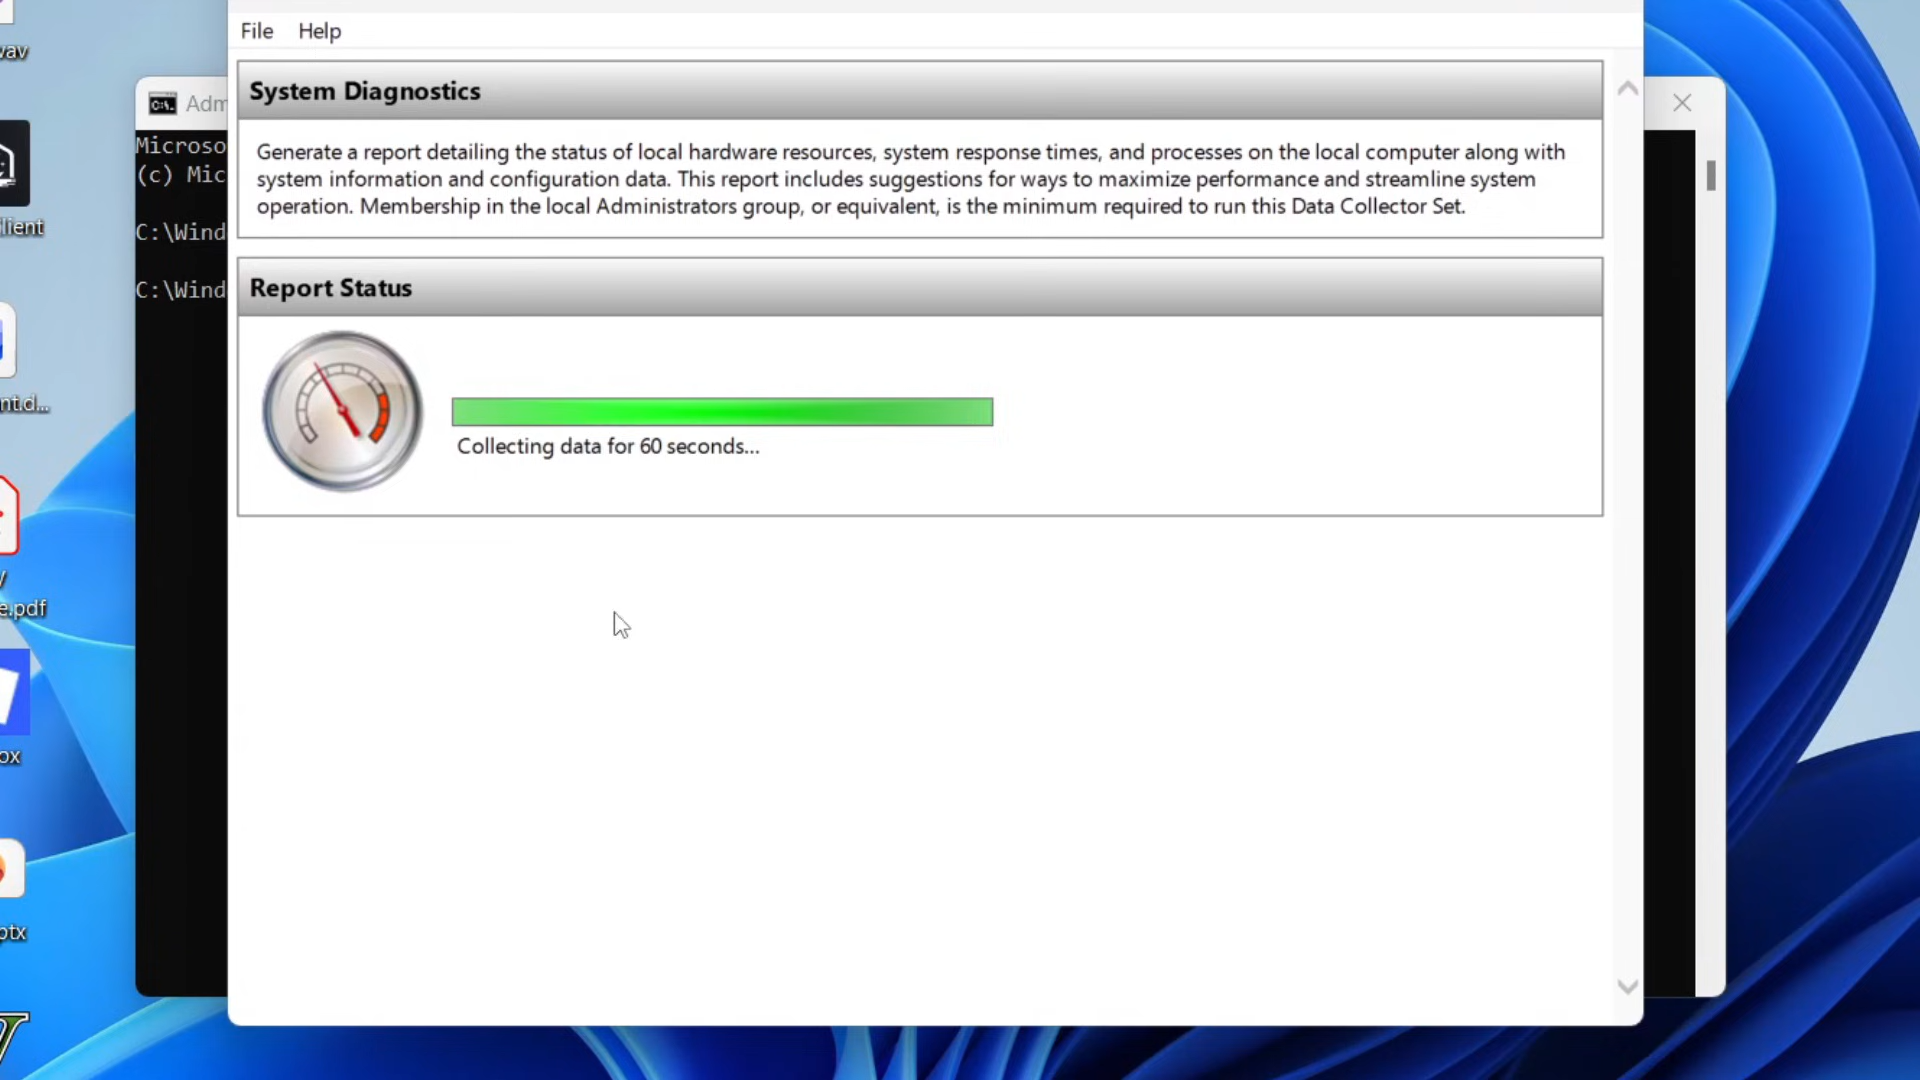 File Help
System Diagnostics
Generate a report detailing the status of local hardware resources, system response times, and processes on the local computer along with
system information and configuration data. This report includes suggestions for ways to maximize performance and streamline system
operation. Membership in the local Administrators group, or equivalent, is the minimum required to run this Data Collector Set.
Report Status
Collecting data for 60 seconds...
C:\.
Adm
Microso
(c) Mic
C:\Wind
C:\Wind
vav
lient
nt.d...
e.pdf
ox
ptx